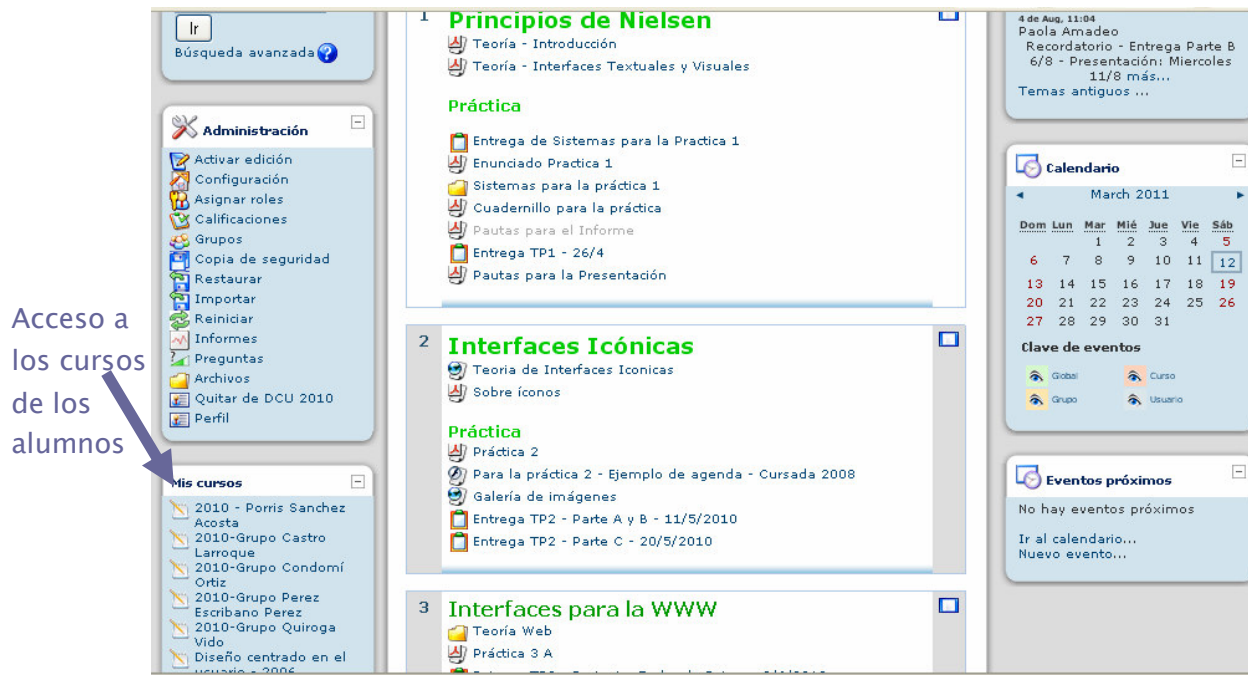 Acceso a
los cursos
de los
alumnos
Ir
Búsqueda avanzada
Administración
Activar edición
Configuración
Asignar roles
Calificaciones
Grupos
Copia de seguridad
Restaurar
Importar
Reiniciar
Informes
Preguntas
Archivos
Quitar de DCU 2010
Perfil
Mis cursos
2010 - Porris Sanchez
Acosta
2010-Grupo Castro
Larroque
2010-Grupo Condomí
Ortiz
2010-Grupo Perez
Escribano Perez
2010-Grupo Quiroga
Vido
Diseño centrado en el
usuario - 2006
1 Principios de Nielsen
Teoría - Introducción
Teoría - Interfaces Textuales y Visuales
Práctica
Entrega de Sistemas para la Practica 1
Enunciado Practica 1
Sistemas para la práctica 1
Cuadernillo para la práctica
Pautas para el Informe
Entrega TP1 - 26/4
Pautas para la Presentación
2 Interfaces Icónicas
Teoria de Interfaces Iconicas
Sobre íconos
Práctica
Práctica 2
Para la práctica 2 - Ejemplo de agenda - Cursada 2008
Galería de imágenes
Entrega TP2 - Parte A y B - 11/5/2010
Entrega TP2 - Parte C - 20/5/2010
3 Interfaces para la WWW
Teoría Web
Práctica 3 A
4 de Aug, 11:04
Paola Amadeo
Recordatorio - Entrega Parte B
6/8 - Presentación: Miercoles
11/8 más...
Temas antiguos ...
Calendario
March 2011
Dom Lun Mar Mié Jue Vie Sáb
1 2 3 4 5
6 7 8 9 10 11 12
13 14 15 16 17 18 19
20 21 22 23 24 25 26
27 28 29 30 31
Clave de eventos
Global Curso
Grupo Usuario
Eventos próximos
No hay eventos próximos
Ir al calendario...
Nuevo evento...